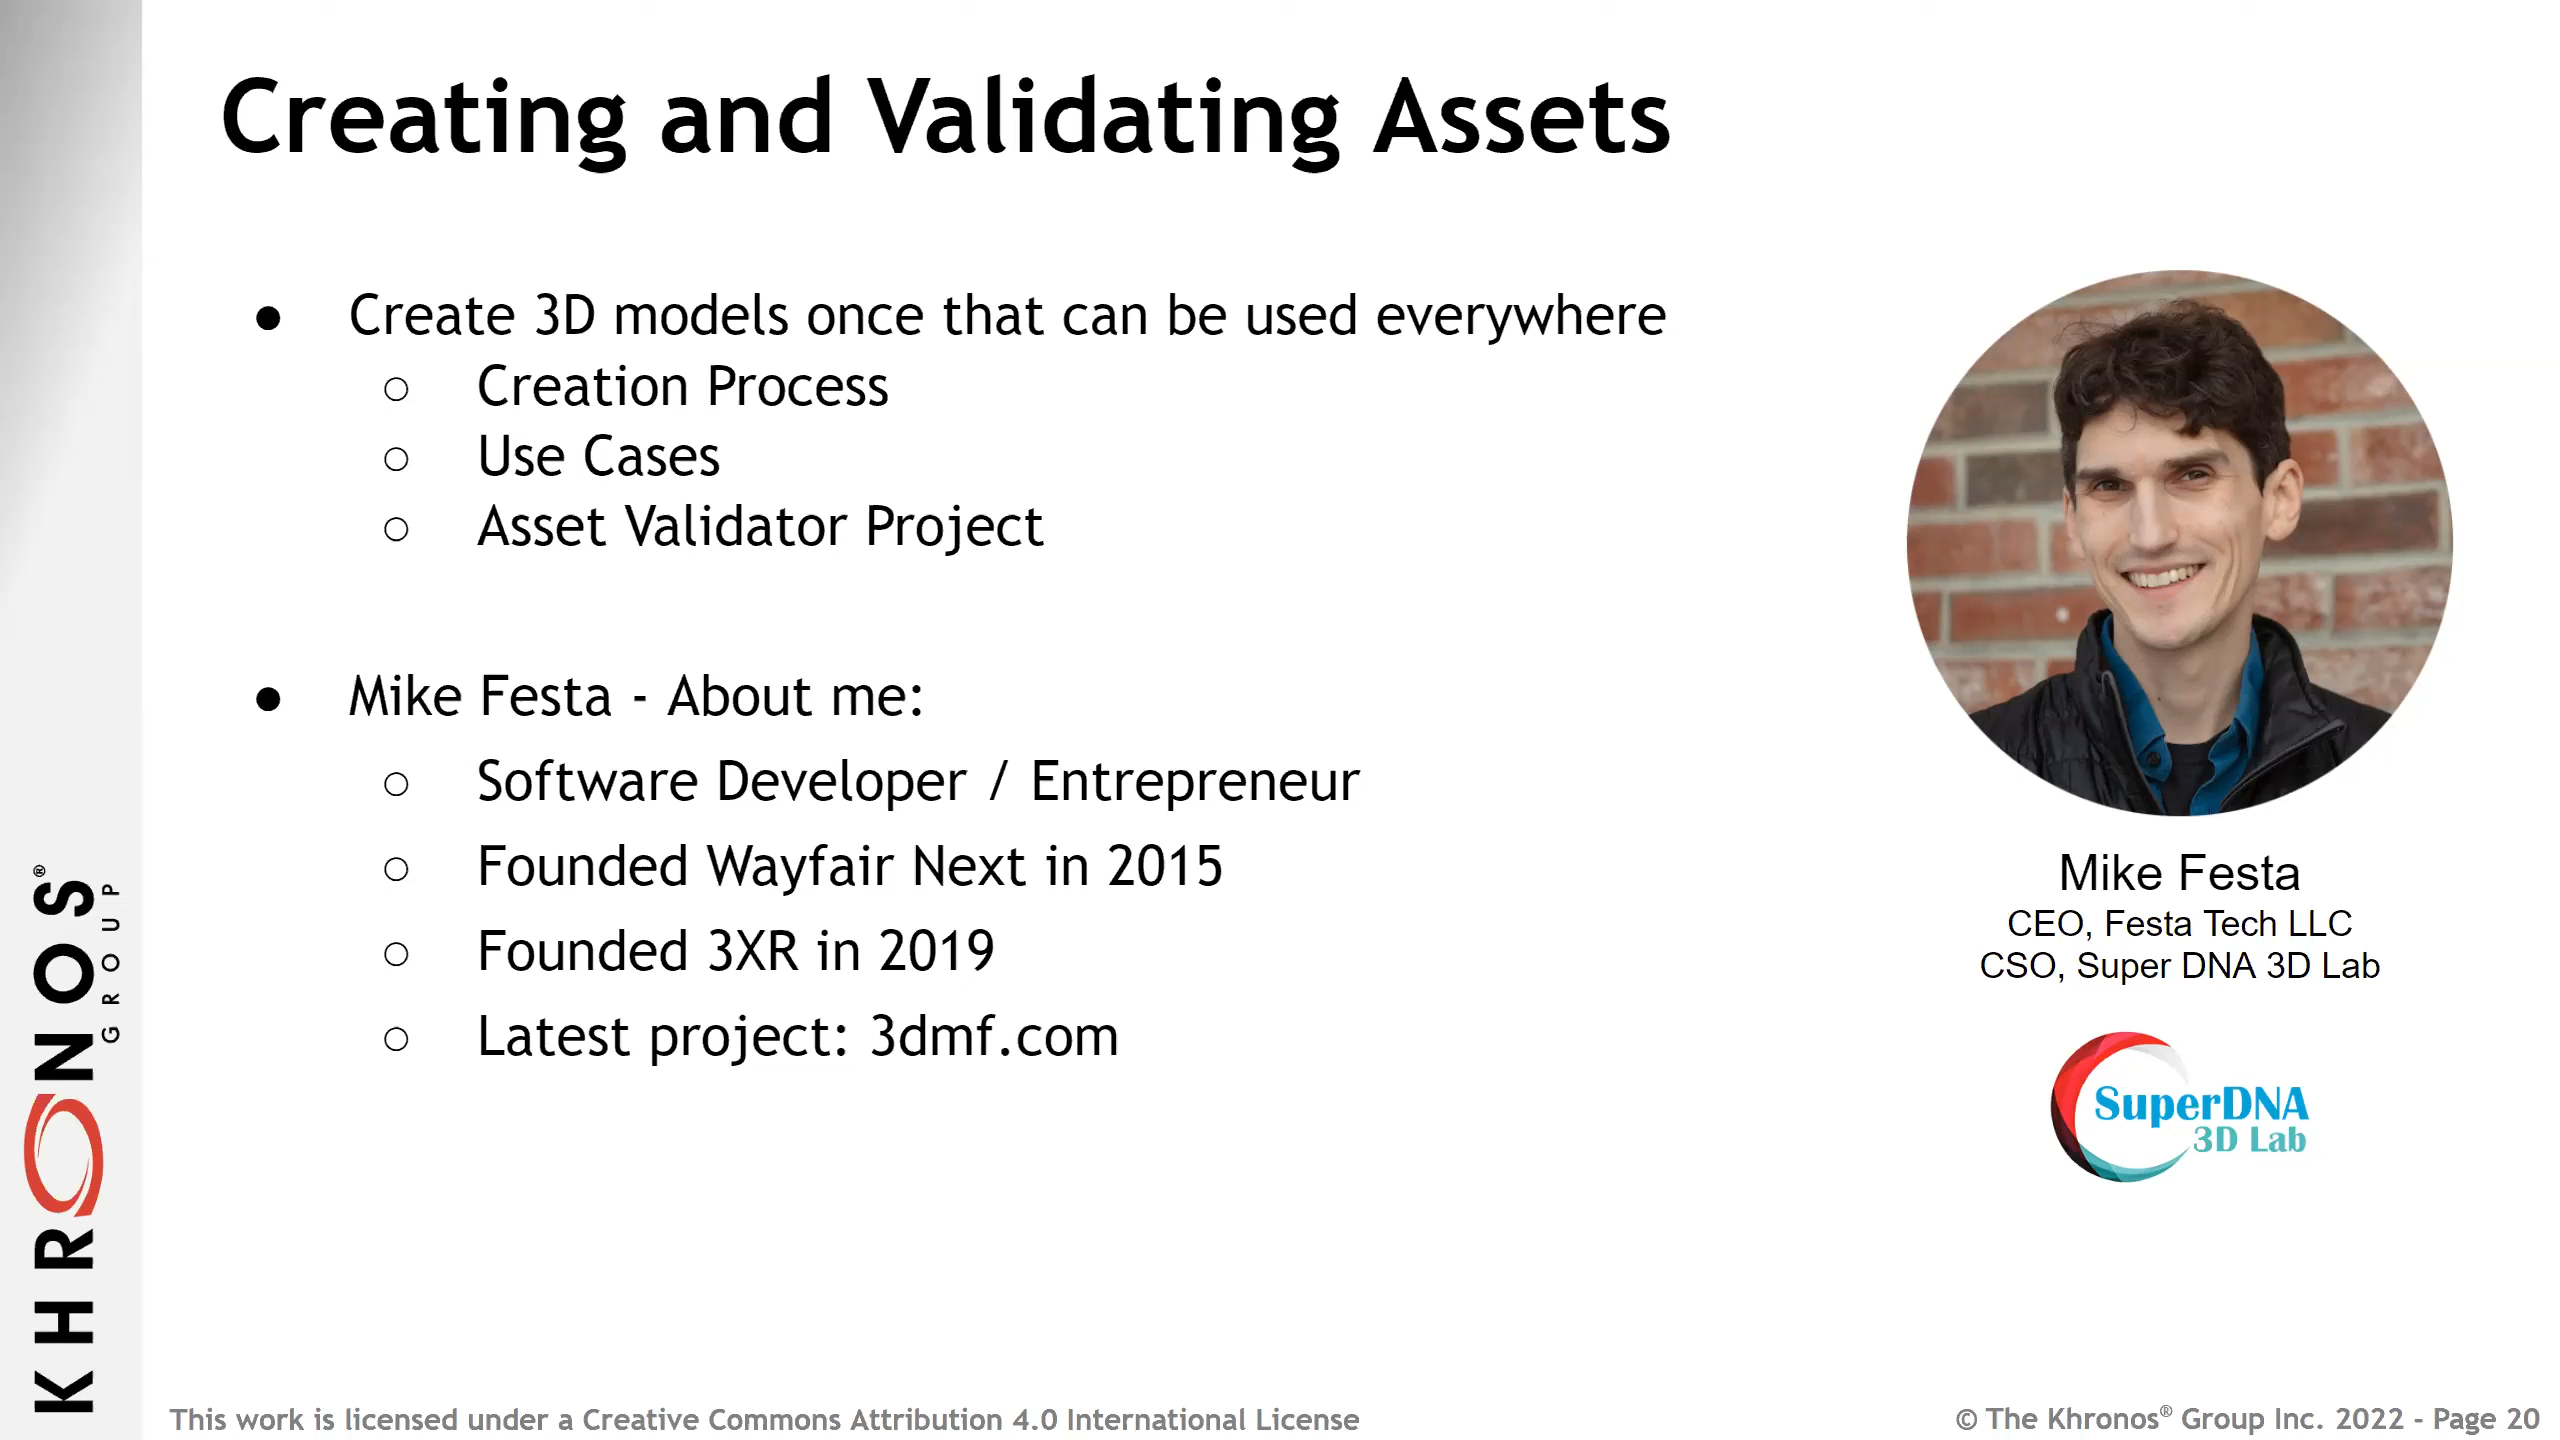 Creating and Validating Assets
● Create 3D models once that can be used everywhere
○ Creation Process
○ Use Cases
○ Asset Validator Project
● Mike Festa - About me:
○ Software Developer / Entrepreneur
○ Founded Wayfair Next in 2015
○ Founded 3XR in 2019
○ Latest project: 3dmf.com
Mike Festa
CEO, Festa Tech LLC
CSO, Super DNA 3D Lab
SuperDNA
3D Lab
KHRONOS®
GROUP
This work is licensed under a Creative Commons Attribution 4.0 International License
© The Khronos® Group Inc. 2022 - Page 20